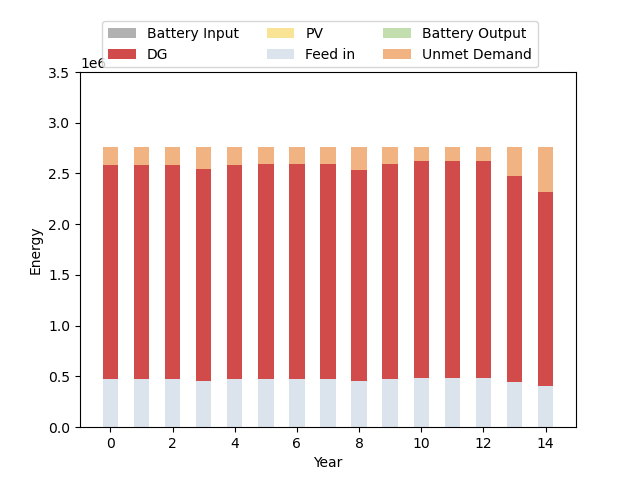 Battery Input PV Battery Output
DG Feed in Unmet Demand
1e6
3.5
3.0
2.5
2.0
1.5
1.0
0.5
0.0
Energy
0 2 4 6 8 10 12 14
Year